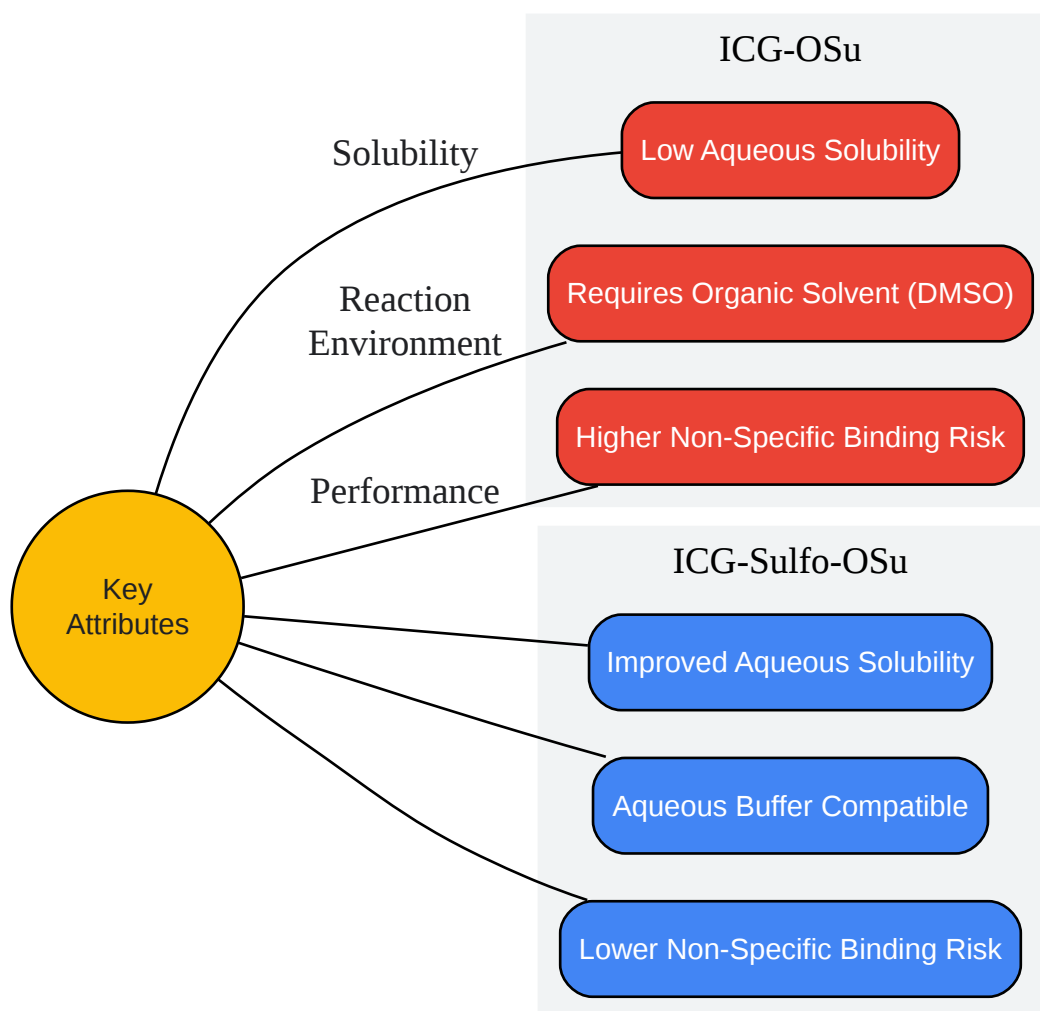 ICG-OSu
Solubility
Low Aqueous Solubility
Reaction
Environment
Requires Organic Solvent (DMSO)
Performance
Higher Non-Specific Binding Risk
Key
Attributes
ICG-Sulfo-OSu
Improved Aqueous Solubility
Aqueous Buffer Compatible
Lower Non-Specific Binding Risk